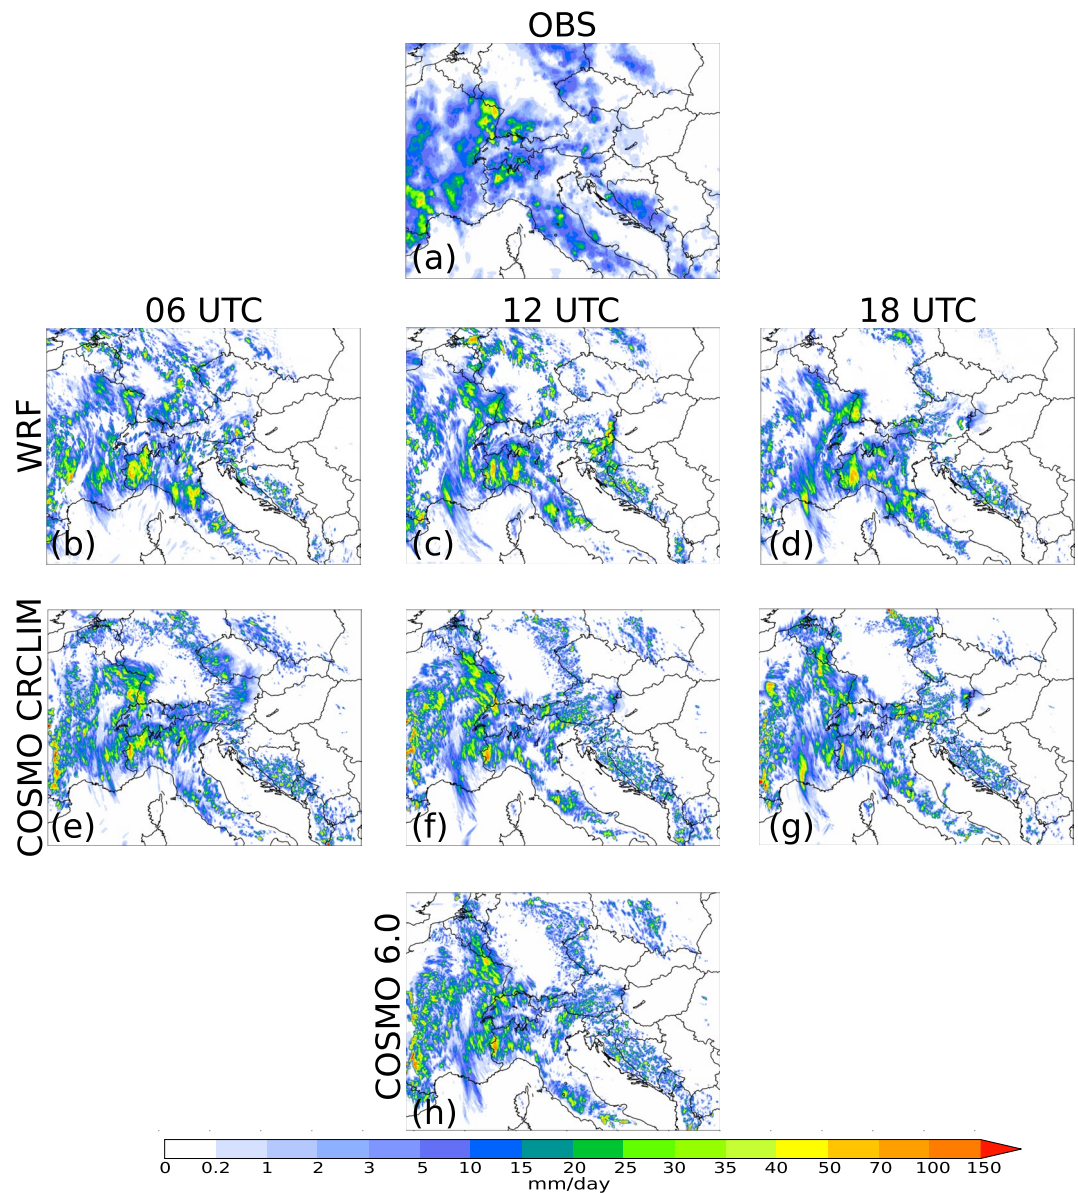 OBS
(a)
06 UTC
12 UTC
18 UTC
WRF
(b)
(c)
(d)
COSMO CRCLIM
(e)
(f)
(g)
COSMO 6.0
(h)
0 0.2 1 2 3 5 10 15 20 25 30 35 40 50 70 100 150
mm/day